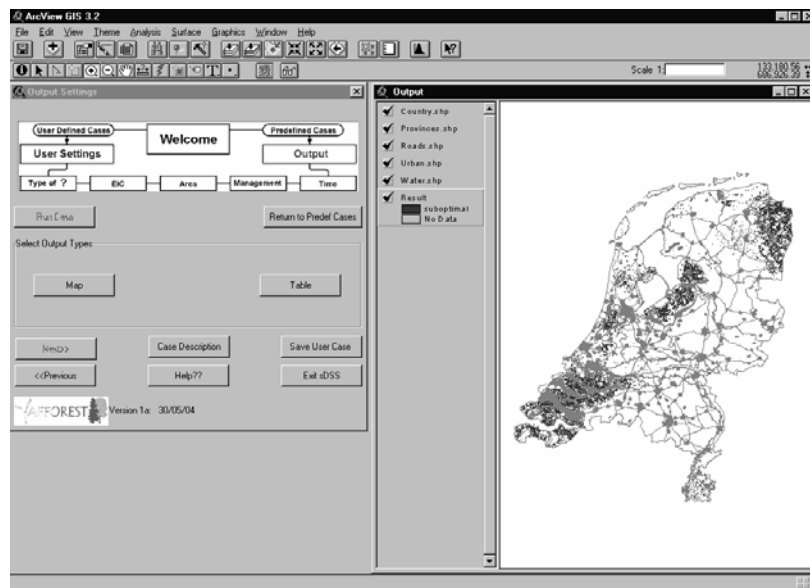 ArcView GIS 3.2
File Edit View Theme Analysis Surface Graphics Window Help
Scale 1:
133,180.56
686,926.39
Output Settings
User Defined Cases
Welcome
Predefined Cases
User Settings
Output
Type of ?
EIC
Area
Management
Time
Run Case
Return to Predef Cases
Select Output Types
Map
Table
Next>>
Case Description
Save User Case
<<Previous
Help??
Exit sDSS
AFFOREST
Version 1a: 30/05/04
Output
Country.shp
Provinces.shp
Roads.shp
Urban.shp
Water.shp
Result
suboptimal
No Data